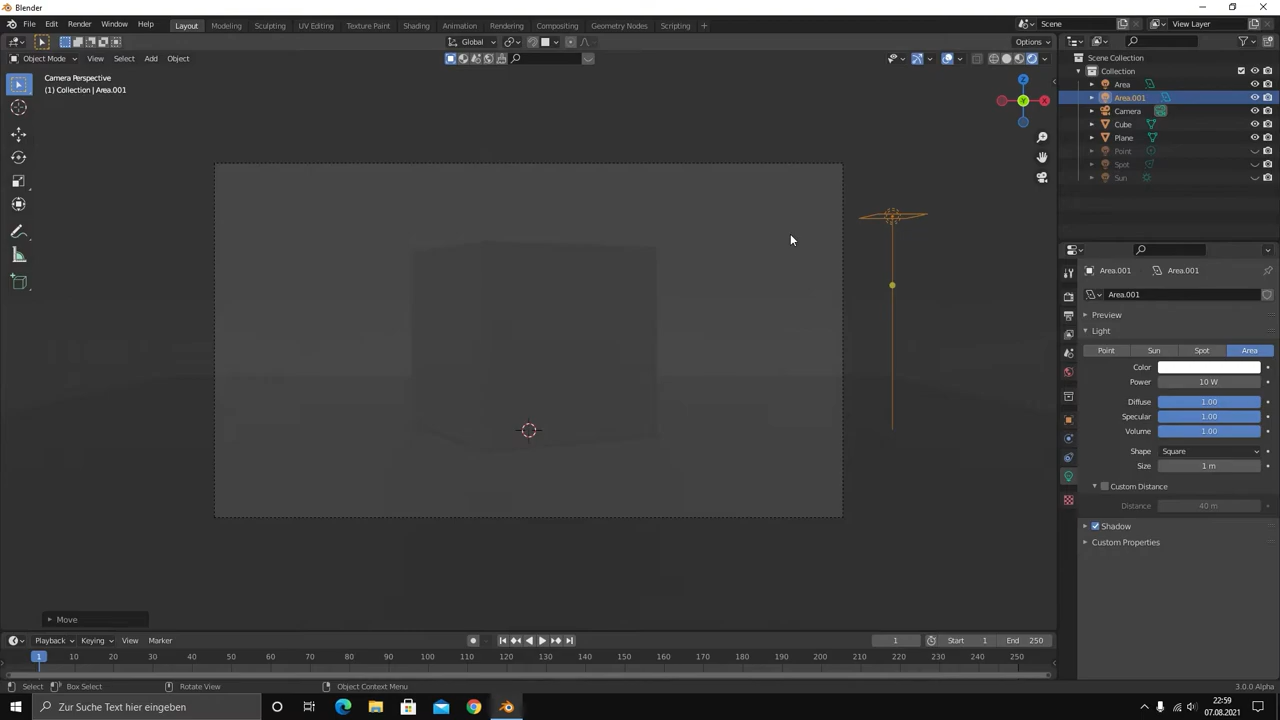 Blender
File Edit Render Window Help Layout Modeling Sculpting UV Editing Texture Paint Shading Animation Rendering Compositing Geometry Nodes Scripting + Scene View Layer
Global Options
Object Mode View Select Add Object
Camera Perspective
(1) Collection | Area.001
Z
Y
X
Scene Collection
Collection
Area
Area.001
Camera
Cube
Plane
Point
Spot
Sun
Area.001 Area.001
Area.001
Preview
Light
Point Sun Spot Area
Color
Power 10 W
Diffuse 1.00
Specular 1.00
Volume 1.00
Shape Square
Size 1 m
Custom Distance
Distance 40 m
Shadow
Custom Properties
Move
Playback Keying View Marker 1 Start 1 End 250
1 10 20 30 40 50 60 70 80 90 100 110 120 130 140 150 160 170 180 190 200 210 220 230 240 250
Select Box Select Rotate View Object Context Menu 3.0.0 Alpha
Zur Suche Text hier eingeben
22:59
07.08.2021